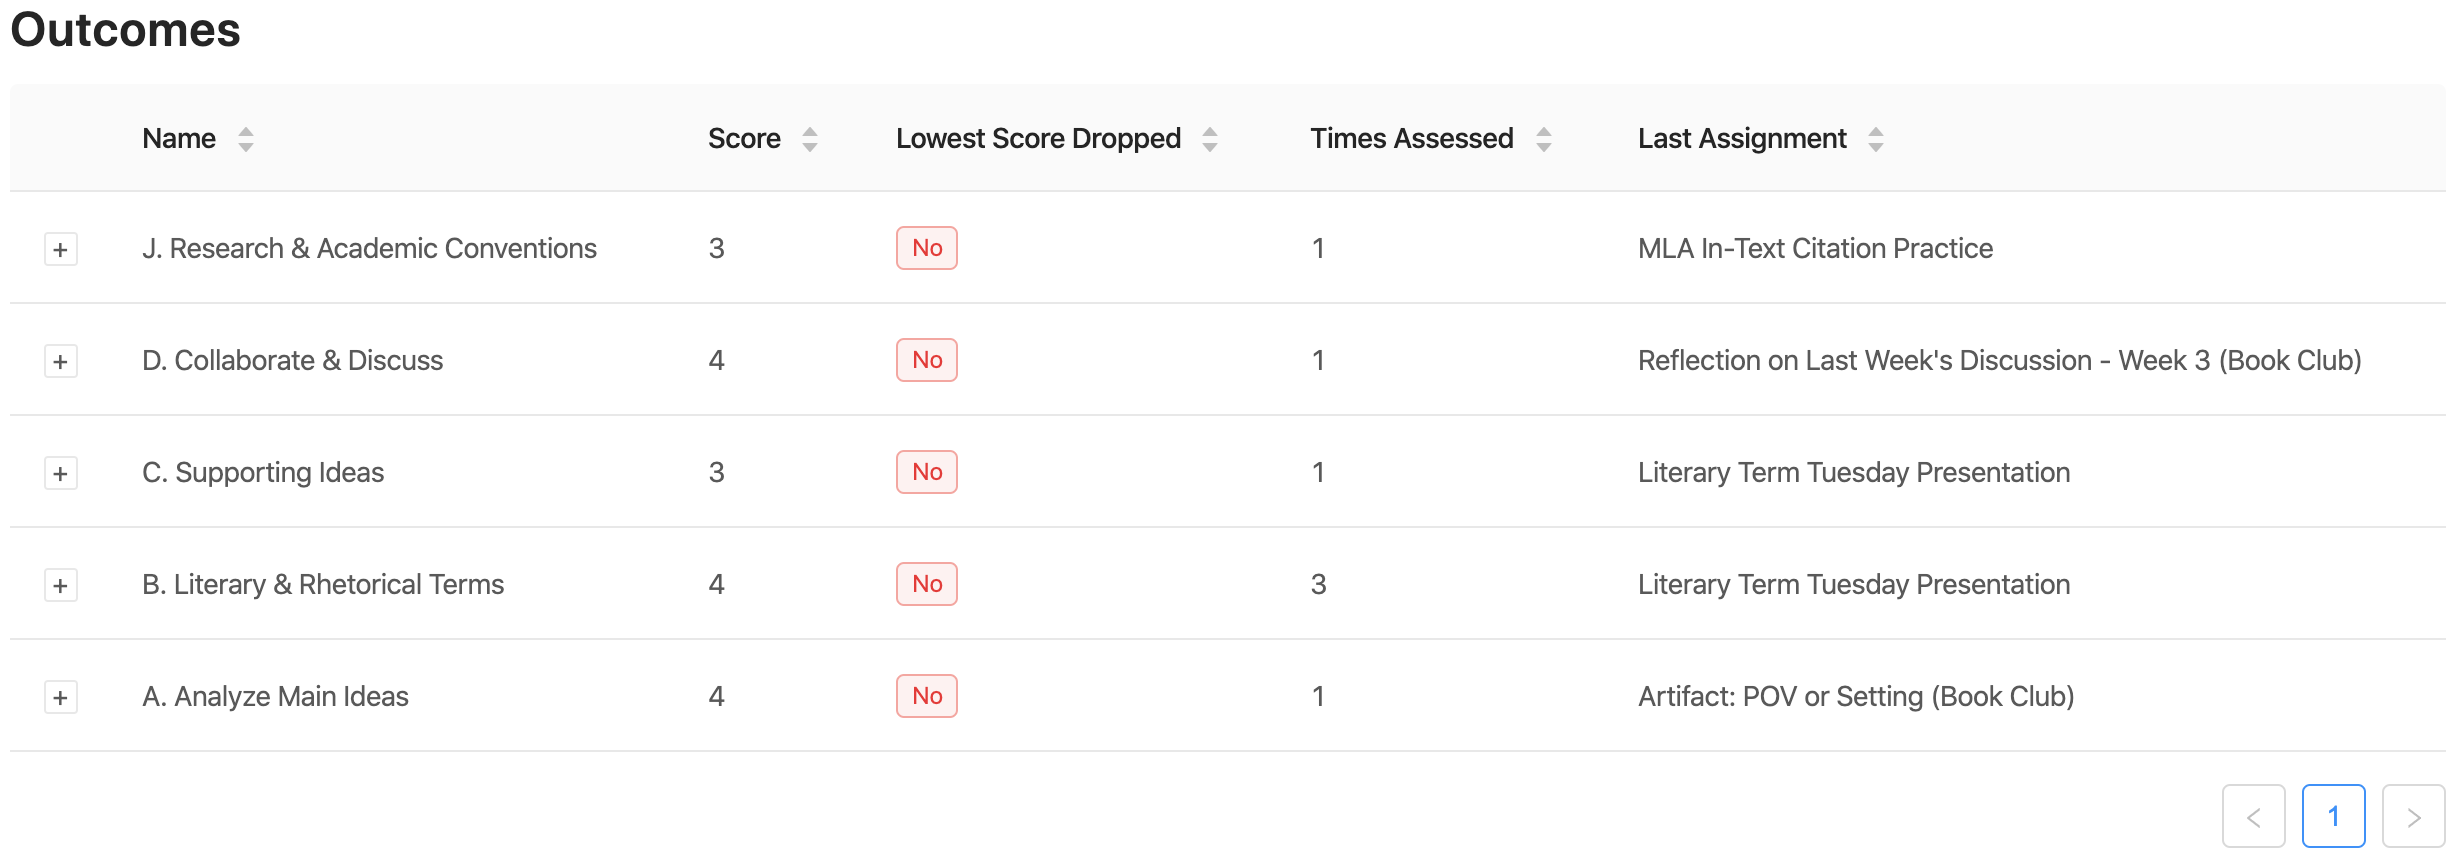 Outcomes
Name Score Lowest Score Dropped Times Assessed Last Assignment
+ J. Research & Academic Conventions 3 No 1 MLA In-Text Citation Practice
+ D. Collaborate & Discuss 4 No 1 Reflection on Last Week's Discussion - Week 3 (Book Club)
+ C. Supporting Ideas 3 No 1 Literary Term Tuesday Presentation
+ B. Literary & Rhetorical Terms 4 No 3 Literary Term Tuesday Presentation
+ A. Analyze Main Ideas 4 No 1 Artifact: POV or Setting (Book Club)
< 1 >